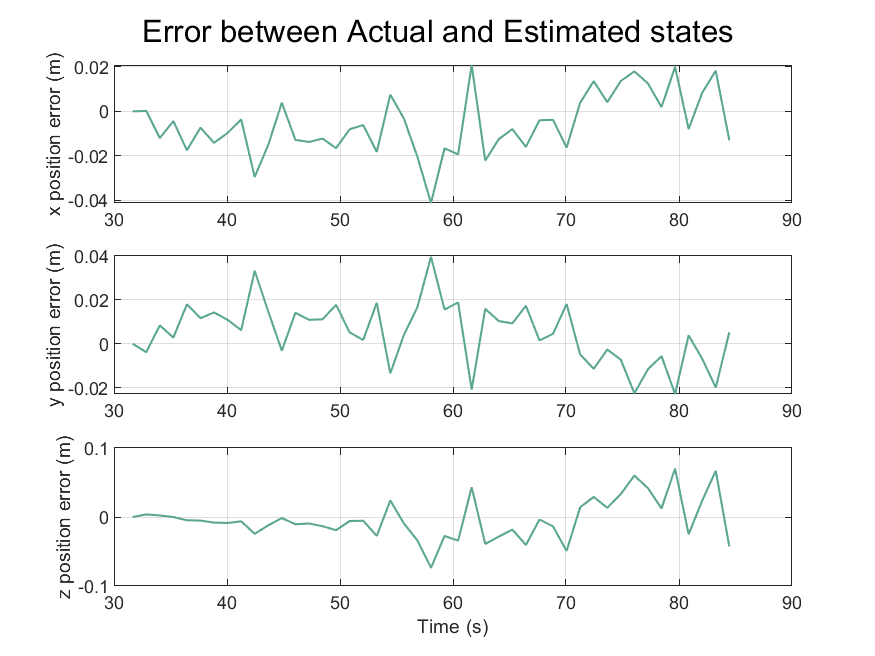 Error between Actual and Estimated states
x position error (m)
0.02
0
-0.02
-0.04
30 40 50 60 70 80 90
y position error (m)
0.04
0.02
0
-0.02
30 40 50 60 70 80 90
z position error (m)
0.1
0
-0.1
30 40 50 60 70 80 90
Time (s)